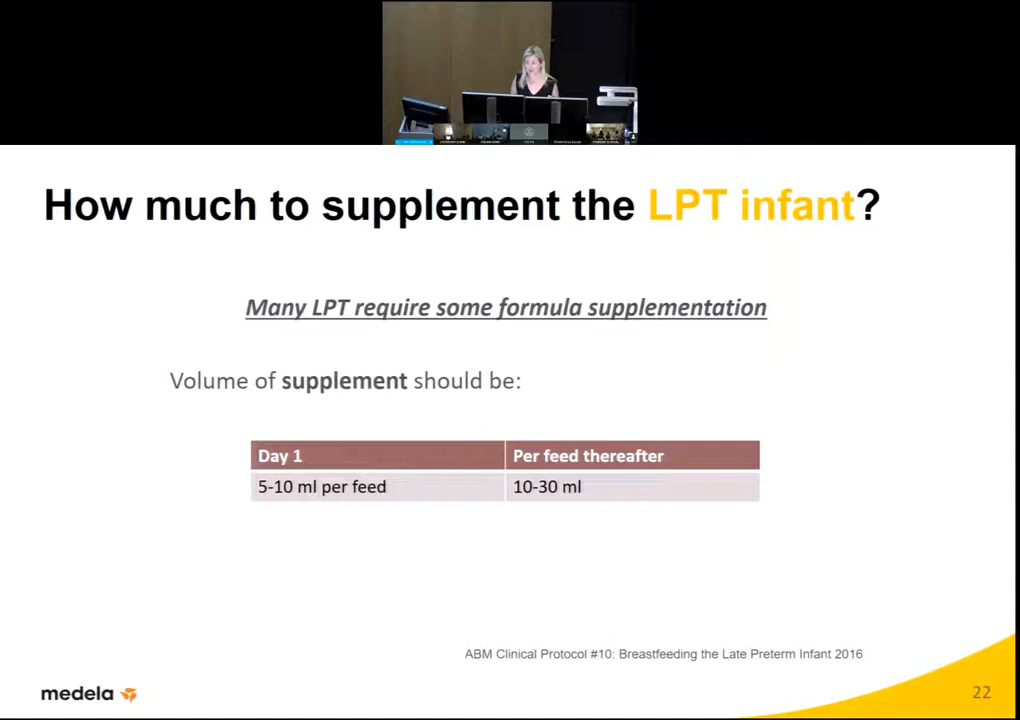 How much to supplement the LPT infant?
Many LPT require some formula supplementation
Volume of supplement should be:
Day 1
Per feed thereafter
5-10 ml per feed
10-30 ml
ABM Clinical Protocol #10: Breastfeeding the Late Preterm Infant 2016
medela
22